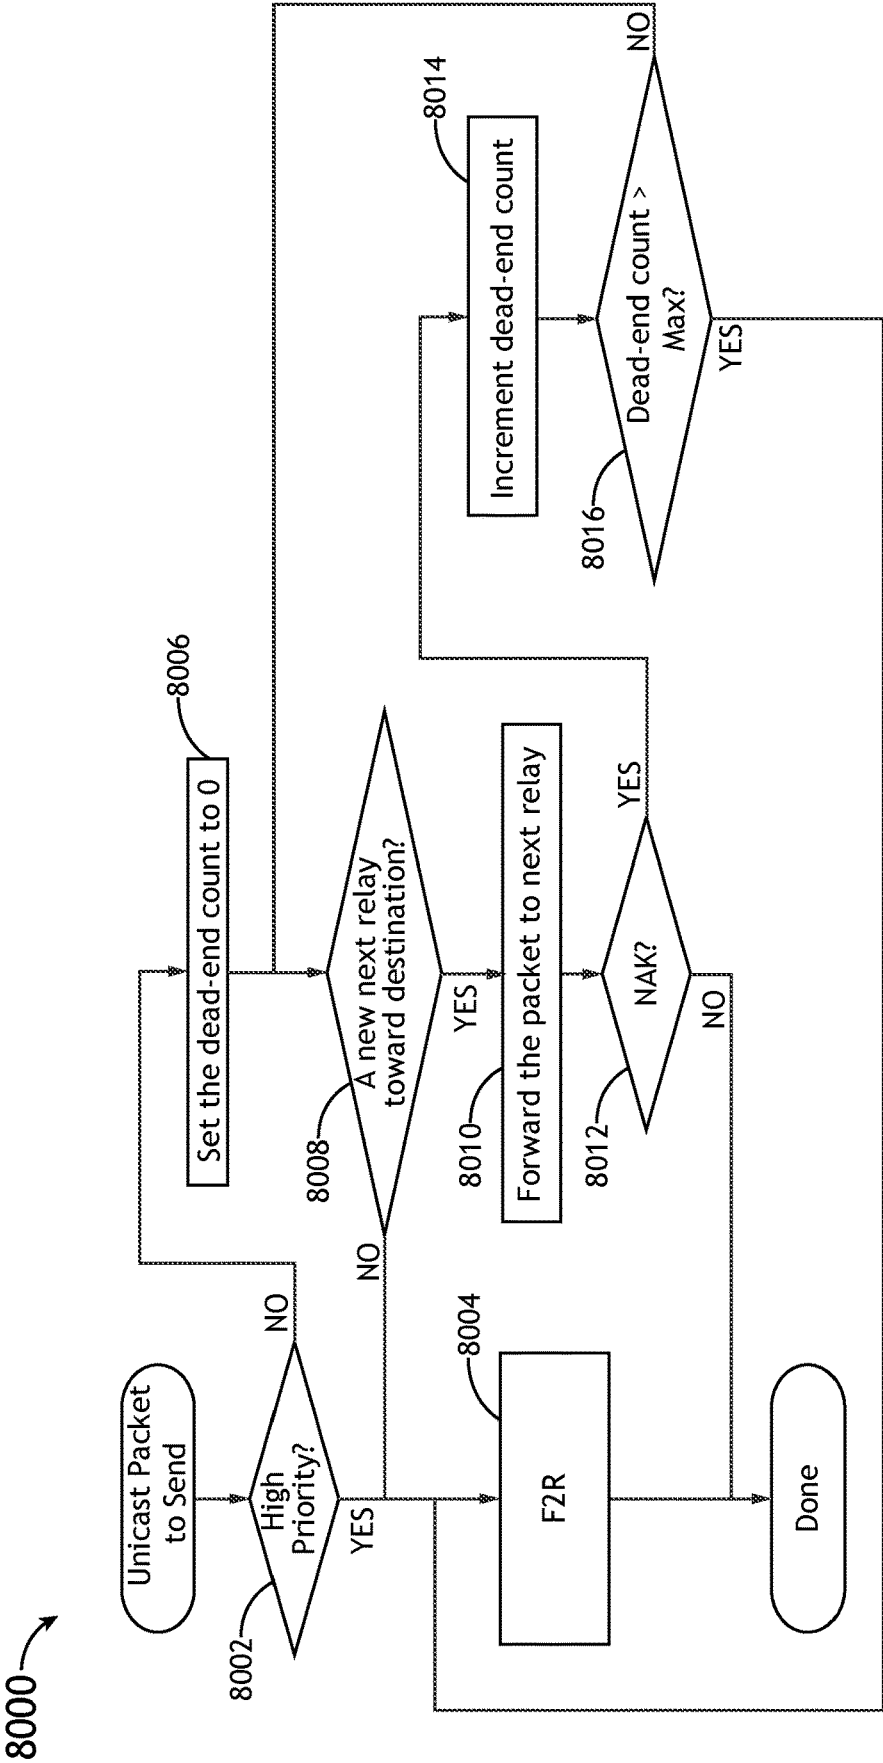 8000
Unicast Packet
to Send
8002
High
Priority?
NO
YES
8006
Set the dead-end count to 0
8008
A new next relay
toward destination?
NO
YES
8004
F2R
8010
Forward the packet to next relay
8012
NAK?
YES
NO
8014
Increment dead-end count
8016
Dead-end count >
Max?
NO
YES
Done